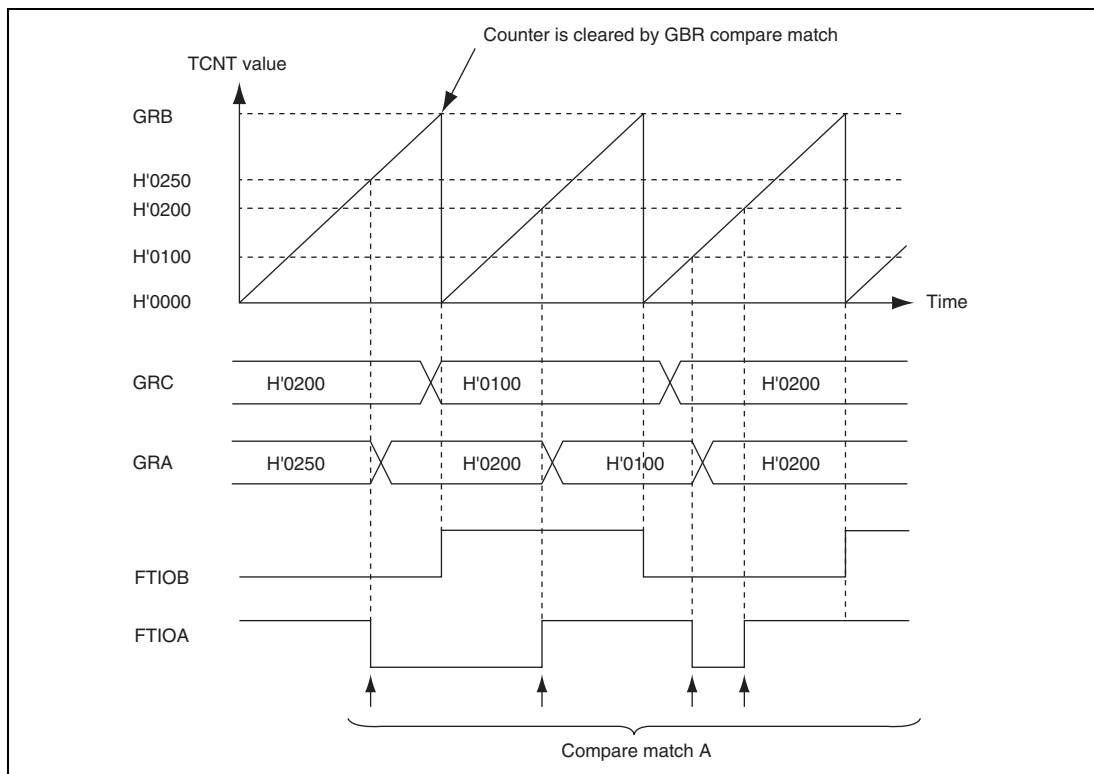 Counter is cleared by GBR compare match
TCNT value
GRB
H'0250
H'0200
H'0100
H'0000
Time
GRC H'0200 H'0100 H'0200
GRA H'0250 H'0200 H'0100 H'0200
FTIOB
FTIOA
Compare match A